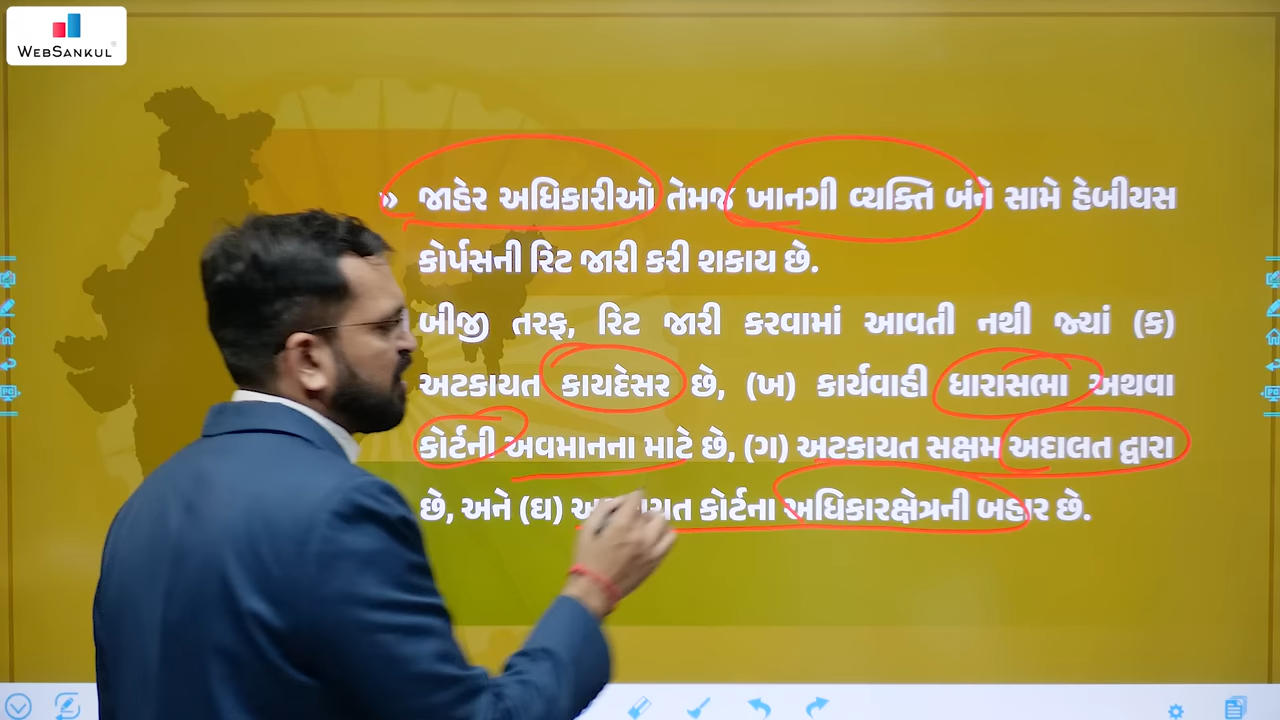 WEBSANKUL
» જાહેર અધિકારીઓ તેમજ ખાનગી વ્યક્તિ બંને સામે હેબીયસ
કોર્પસની રિટ જારી કરી શકાય છે.
બીજી તરફ, રિટ જારી કરવામાં આવતી નથી જ્યાં (ક)
અટકાયત કાયદેસર છે, (ખ) કાર્યવાહી ધારાસભા અથવા
કોર્ટની અવમાનના માટે છે, (ગ) અટકાયત સક્ષમ અદાલત દ્વારા
છે, અને (ઘ) કોર્ટના અધિકારક્ષેત્રની બહાર છે.